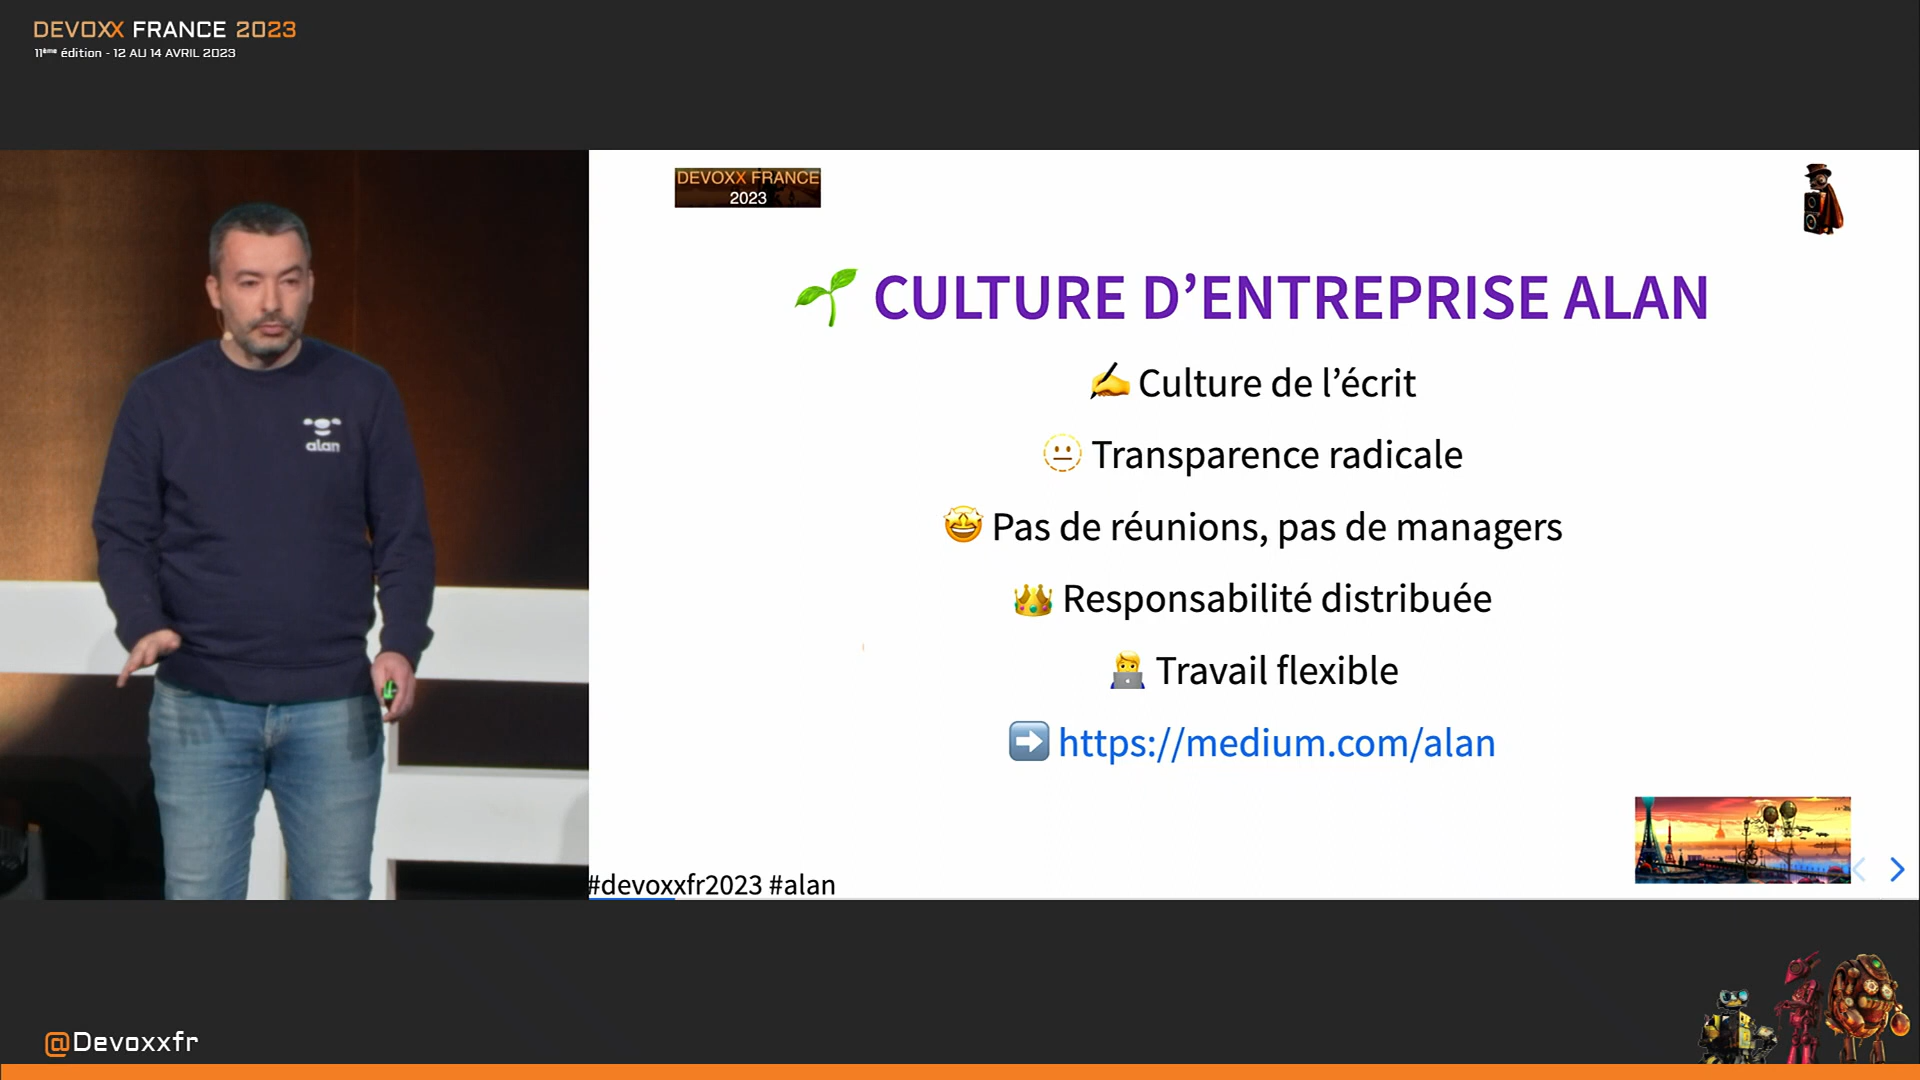 DEVOXX FRANCE 2023
11ème édition - 12 AU 14 AVRIL 2023
DEVOXX FRANCE
2023
🌱 CULTURE D’ENTREPRISE ALAN
✍️ Culture de l’écrit
🫥 Transparence radicale
🤩 Pas de réunions, pas de managers
👑 Responsabilité distribuée
🧑‍💻 Travail flexible
➡️ https://medium.com/alan
alan
#devoxxfr2023 #alan
@Devoxxfr